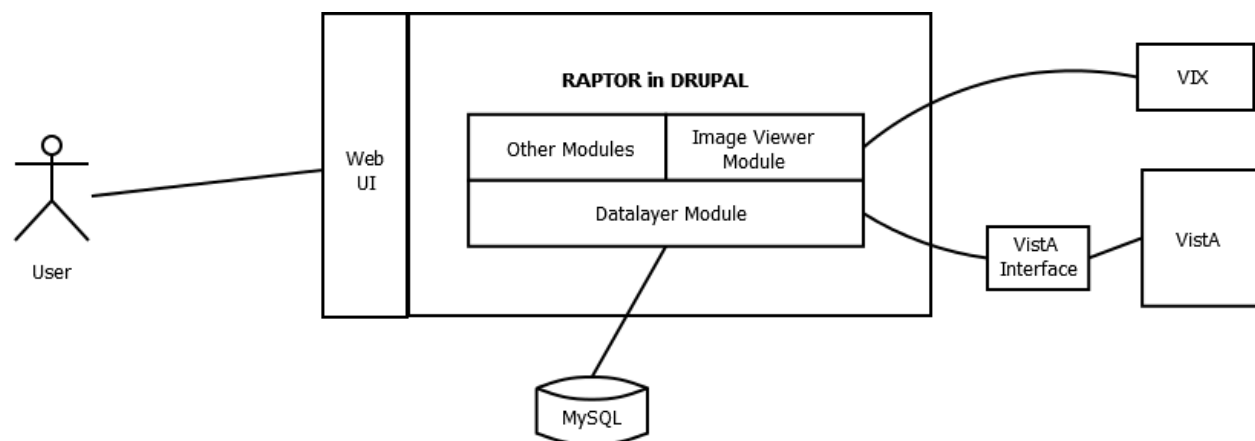 RAPTOR in DRUPAL
VIX
Other Modules
Image Viewer
Module
Web
UI
Datalayer Module
VistA
Interface
VistA
User
MySQL